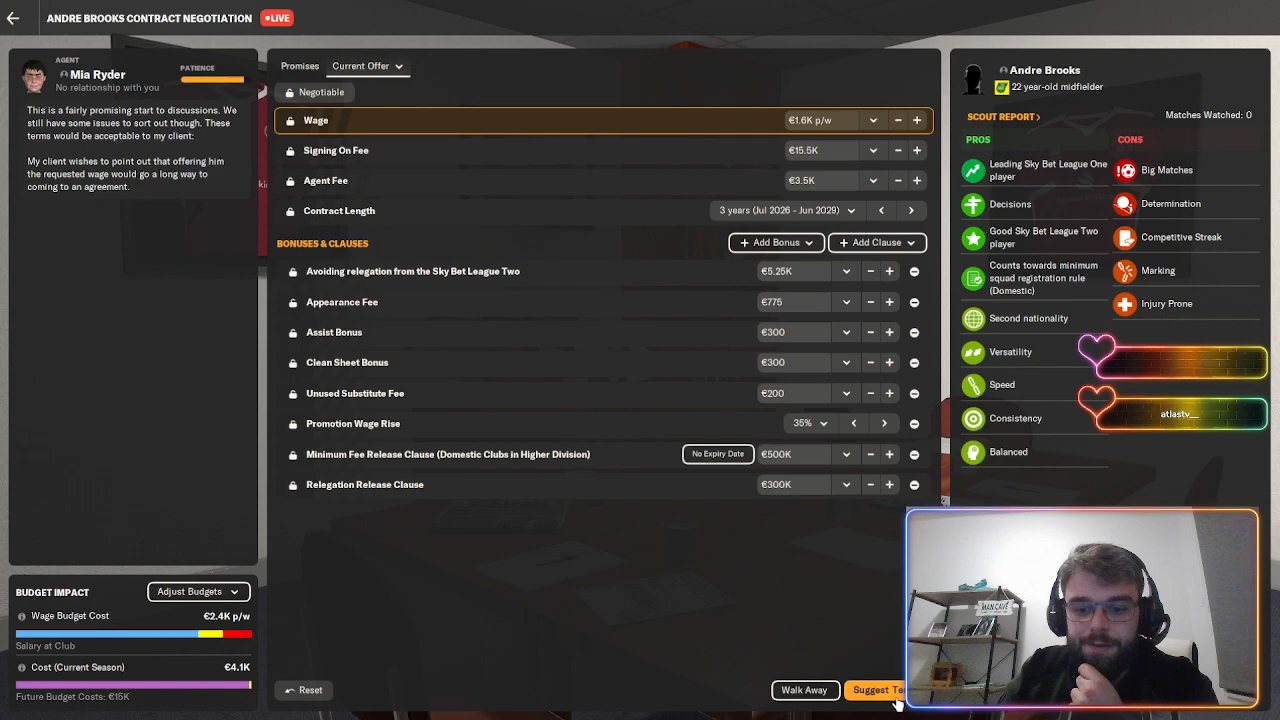 ANDRE BROOKS CONTRACT NEGOTIATION
LIVE
AGENT
Mia Ryder
No relationship with you
PATIENCE
This is a fairly promising start to discussions. We
still have some issues to sort out though. These
terms would be acceptable to my client:
My client wishes to point out that offering him
the requested wage would go a long way to
coming to an agreement.
BUDGET IMPACT
Adjust Budgets
Wage Budget Cost
€2.4K p/w
Salary at Club
Cost (Current Season)
€4.1K
Future Budget Costs: €15K
Promises
Current Offer
Negotiable
Wage
€1.6K p/w
Signing On Fee
€15.5K
Agent Fee
€3.5K
Contract Length
3 years (Jul 2026 - Jun 2029)
BONUSES & CLAUSES
Add Bonus
Add Clause
Avoiding relegation from the Sky Bet League Two
€5.25K
Appearance Fee
€775
Assist Bonus
€300
Clean Sheet Bonus
€300
Unused Substitute Fee
€200
Promotion Wage Rise
35%
Minimum Fee Release Clause (Domestic Clubs in Higher Division)
No Expiry Date
€500K
Relegation Release Clause
€300K
Reset
Walk Away
Suggest Te
Andre Brooks
22 year-old midfielder
SCOUT REPORT
Matches Watched: 0
PROS
CONS
Leading Sky Bet League One
player
Decisions
Good Sky Bet League Two
player
Counts towards minimum
squad registration rule
(Domestic)
Second nationality
Versatility
Speed
Consistency
Balanced
Big Matches
Determination
Competitive Streak
Marking
Injury Prone
atlastv__
MAN CAVE